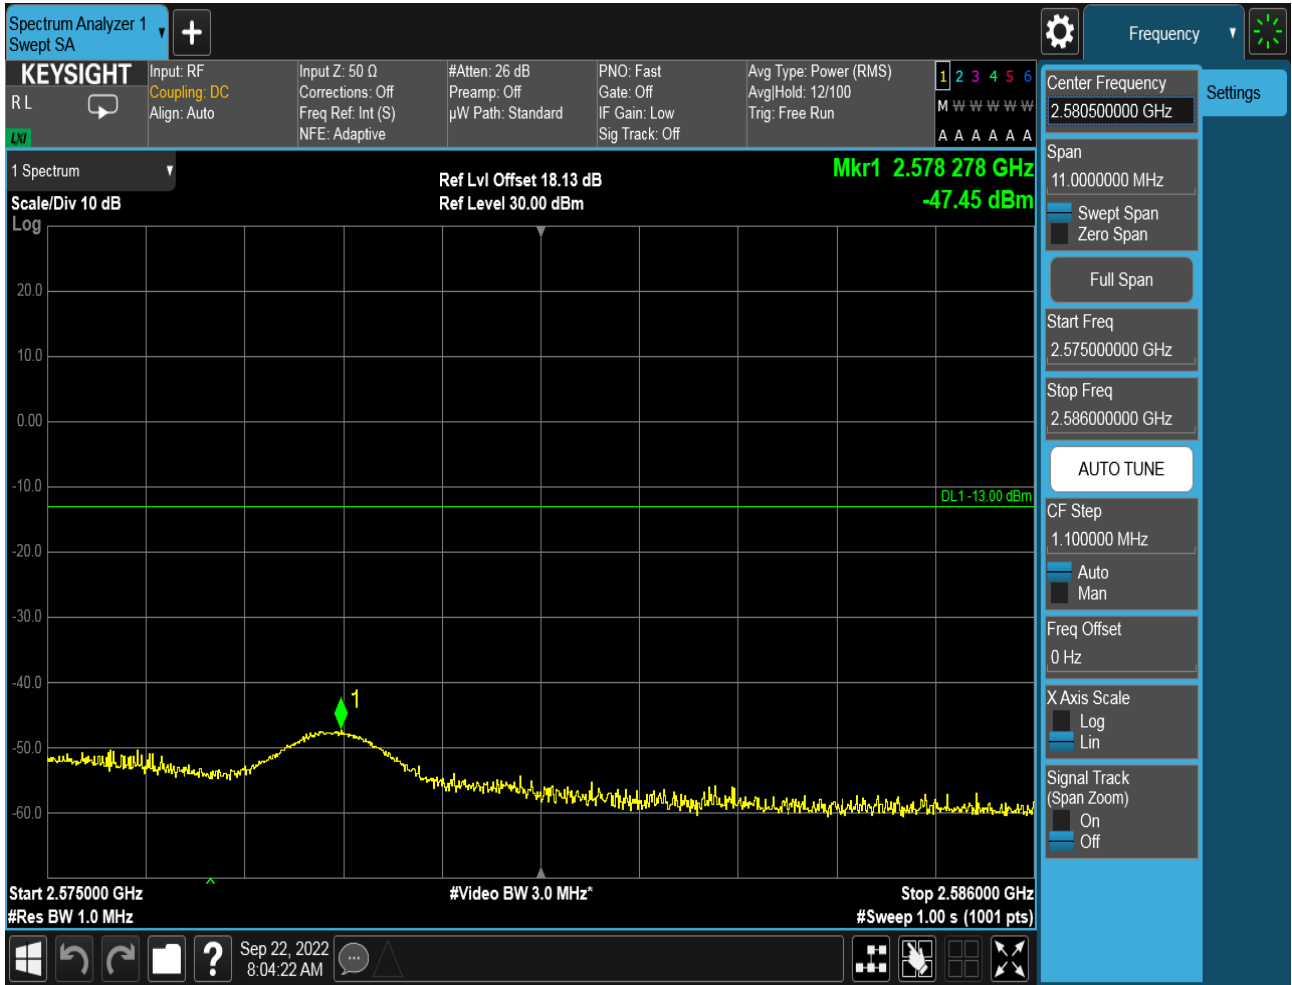 Spectrum Analyzer 1
Swept SA
+
Frequency
KEYSIGHT
R L
LXI
Input: RF
Coupling: DC
Align: Auto
Input Z: 50 Ω
Corrections: Off
Freq Ref: Int (S)
NFE: Adaptive
#Atten: 26 dB
Preamp: Off
µW Path: Standard
PNO: Fast
Gate: Off
IF Gain: Low
Sig Track: Off
Avg Type: Power (RMS)
Avg|Hold: 12/100
Trig: Free Run
1 2 3 4 5 6
M W W W W W
A A A A A A
1 Spectrum
Scale/Div 10 dB
Log
Ref Lvl Offset 18.13 dB
Ref Level 30.00 dBm
Mkr1 2.578 278 GHz
-47.45 dBm
20.0
10.0
0.00
-10.0
DL1 -13.00 dBm
-20.0
-30.0
-40.0
1
-50.0
-60.0
Start 2.575000 GHz
#Res BW 1.0 MHz
#Video BW 3.0 MHz*
Stop 2.586000 GHz
#Sweep 1.00 s (1001 pts)
Center Frequency
2.580500000 GHz
Settings
Span
11.0000000 MHz
Swept Span
Zero Span
Full Span
Start Freq
2.575000000 GHz
Stop Freq
2.586000000 GHz
AUTO TUNE
CF Step
1.100000 MHz
Auto
Man
Freq Offset
0 Hz
X Axis Scale
Log
Lin
Signal Track
(Span Zoom)
On
Off
?
Sep 22, 2022
8:04:22 AM